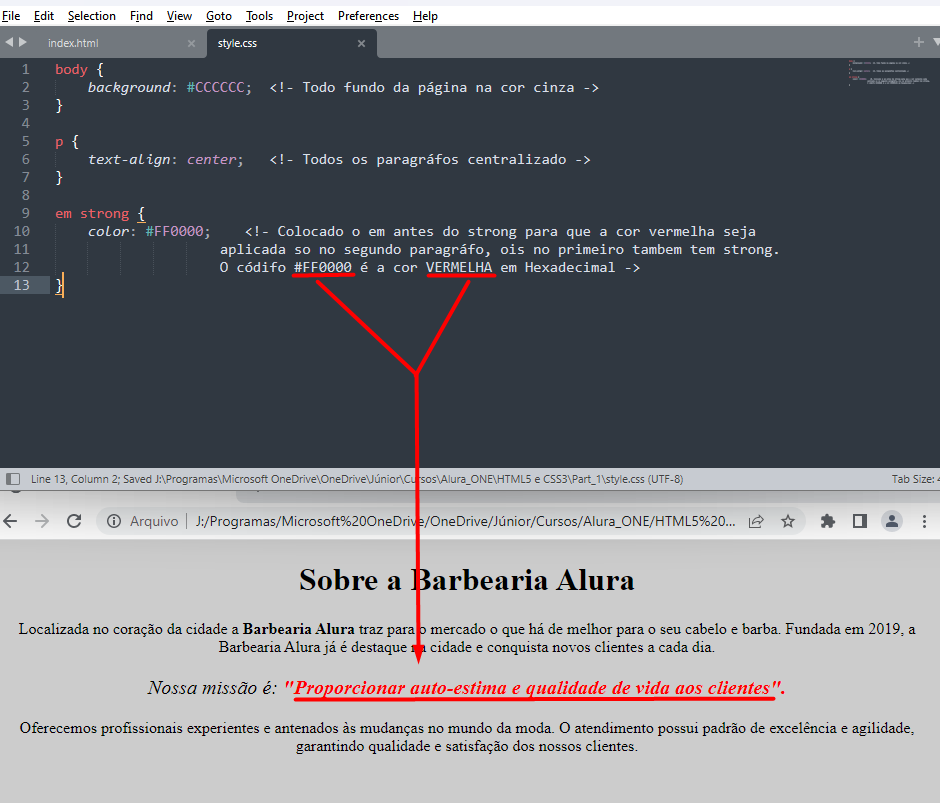 File Edit Selection Find View Goto Tools Project Preferences Help
index.html × style.css ×
1 body {
2 background: #CCCCCC; <!- Todo fundo da página na cor cinza ->
3 }
4
5 p {
6 text-align: center; <!- Todos os paragráfos centralizado ->
7 }
8
9 em strong {
10 color: #FF0000; <!- Colocado o em antes do strong para que a cor vermelha seja
11 aplicada so no segundo paragráfo, ois no primeiro tambem tem strong.
12 O códifo #FF0000 é a cor VERMELHA em Hexadecimal ->
13 }
Line 13, Column 2; Saved J:\Programas\Microsoft OneDrive\OneDrive\Júnior\Cursos\Alura_ONE\HTML5 e CSS3\Part_1\style.css (UTF-8) Tab Size: 4
Arquivo J:/Programas/Microsoft%20OneDrive/OneDrive/Júnior/Cursos/Alura_ONE/HTML5%20...
Sobre a Barbearia Alura
Localizada no coração da cidade a Barbearia Alura traz para o mercado o que há de melhor para o seu cabelo e barba. Fundada em 2019, a
Barbearia Alura já é destaque na cidade e conquista novos clientes a cada dia.
Nossa missão é: "Proporcionar auto-estima e qualidade de vida aos clientes".
Oferecemos profissionais experientes e antenados às mudanças no mundo da moda. O atendimento possui padrão de excelência e agilidade,
garantindo qualidade e satisfação dos nossos clientes.